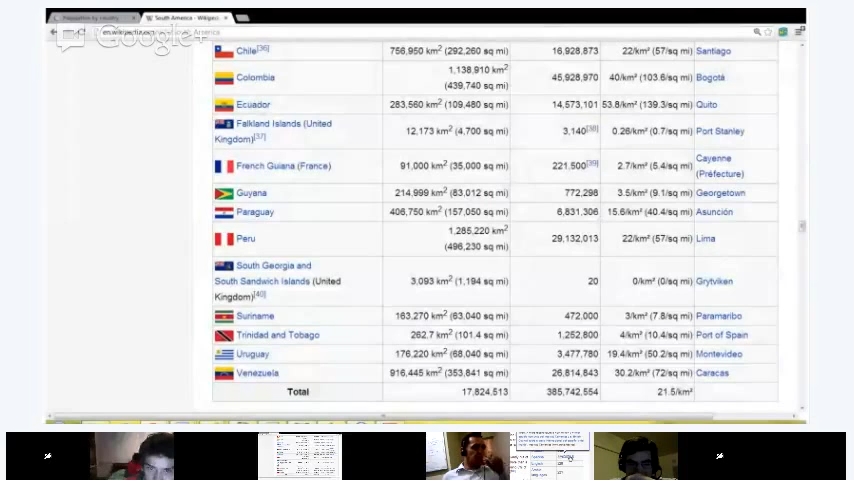 Population by country
South America - Wikipedi
Google+
en.wikipedia
America
Chile[36] 756,950 km2 (292,260 sq mi) 16,928,873 22/km² (57/sq mi) Santiago
1,138,910 km2
Colombia 45,928,970 40/km² (103.6/sq mi) Bogotá
(439,740 sq mi)
Ecuador 283,560 km2 (109,480 sq mi) 14,573,101 53.8/km² (139.3/sq mi) Quito
Falkland Islands (United
12,173 km2 (4,700 sq mi) 3,140[38] 0.26/km² (0.7/sq mi) Port Stanley
Kingdom)[37]
French Guiana (France) 91,000 km2 (35,000 sq mi) 221,500[39] 2.7/km² (5.4/sq mi) Cayenne
(Préfecture)
Guyana 214,999 km2 (83,012 sq mi) 772,298 3.5/km² (9.1/sq mi) Georgetown
Paraguay 406,750 km2 (157,050 sq mi) 6,831,306 15.6/km² (40.4/sq mi) Asunción
1,285,220 km2
Peru 29,132,013 22/km² (57/sq mi) Lima
(496,230 sq mi)
South Georgia and
South Sandwich Islands (United 3,093 km2 (1,194 sq mi) 20 0/km² (0/sq mi) Grytviken
Kingdom)[40]
Suriname 163,270 km2 (63,040 sq mi) 472,000 3/km² (7.8/sq mi) Paramaribo
Trinidad and Tobago 262.7 km2 (101.4 sq mi) 1,252,800 4/km² (10.4/sq mi) Port of Spain
Uruguay 176,220 km2 (68,040 sq mi) 3,477,780 19.4/km² (50.2/sq mi) Montevideo
Venezuela 916,445 km2 (353,841 sq mi) 26,814,843 30.2/km² (72/sq mi) Caracas
Total 17,824,513 385,742,554 21.5/km²